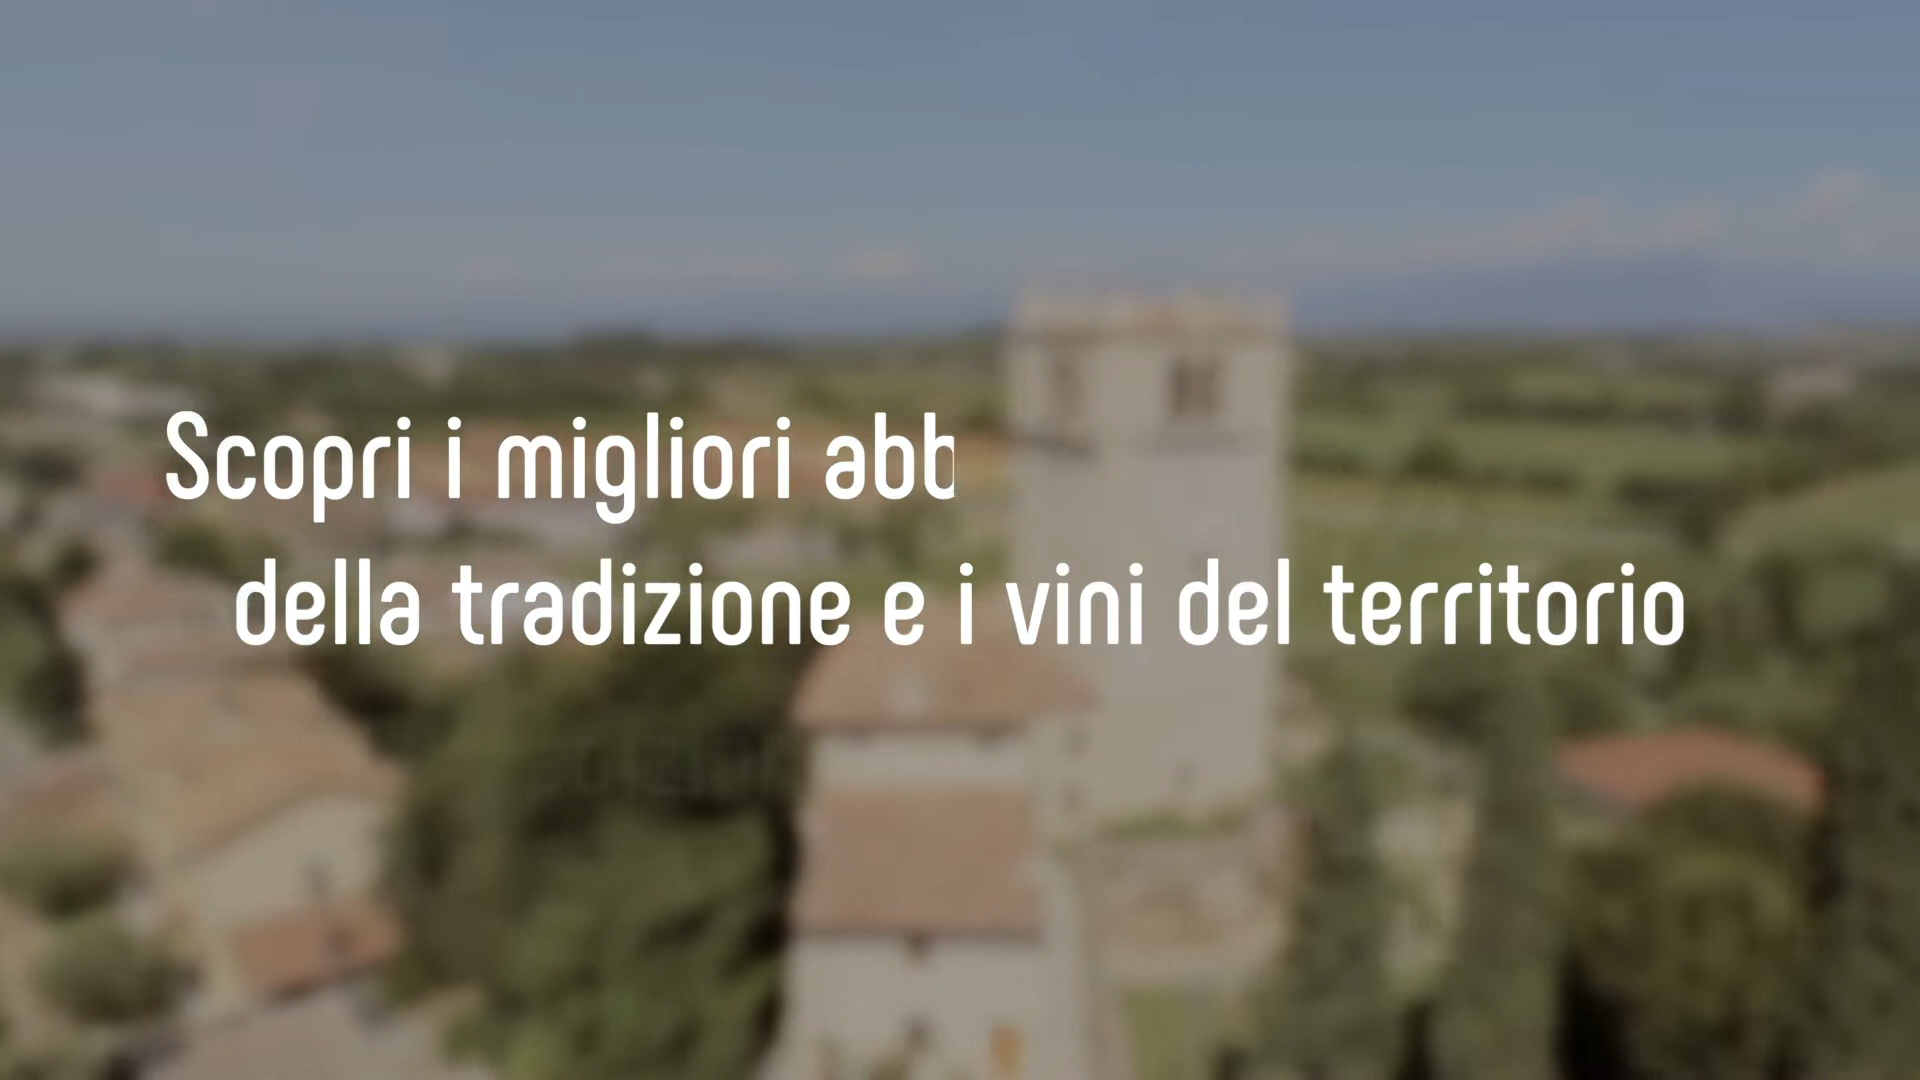 Scopri i migliori abb
della tradizione e i vini del territorio